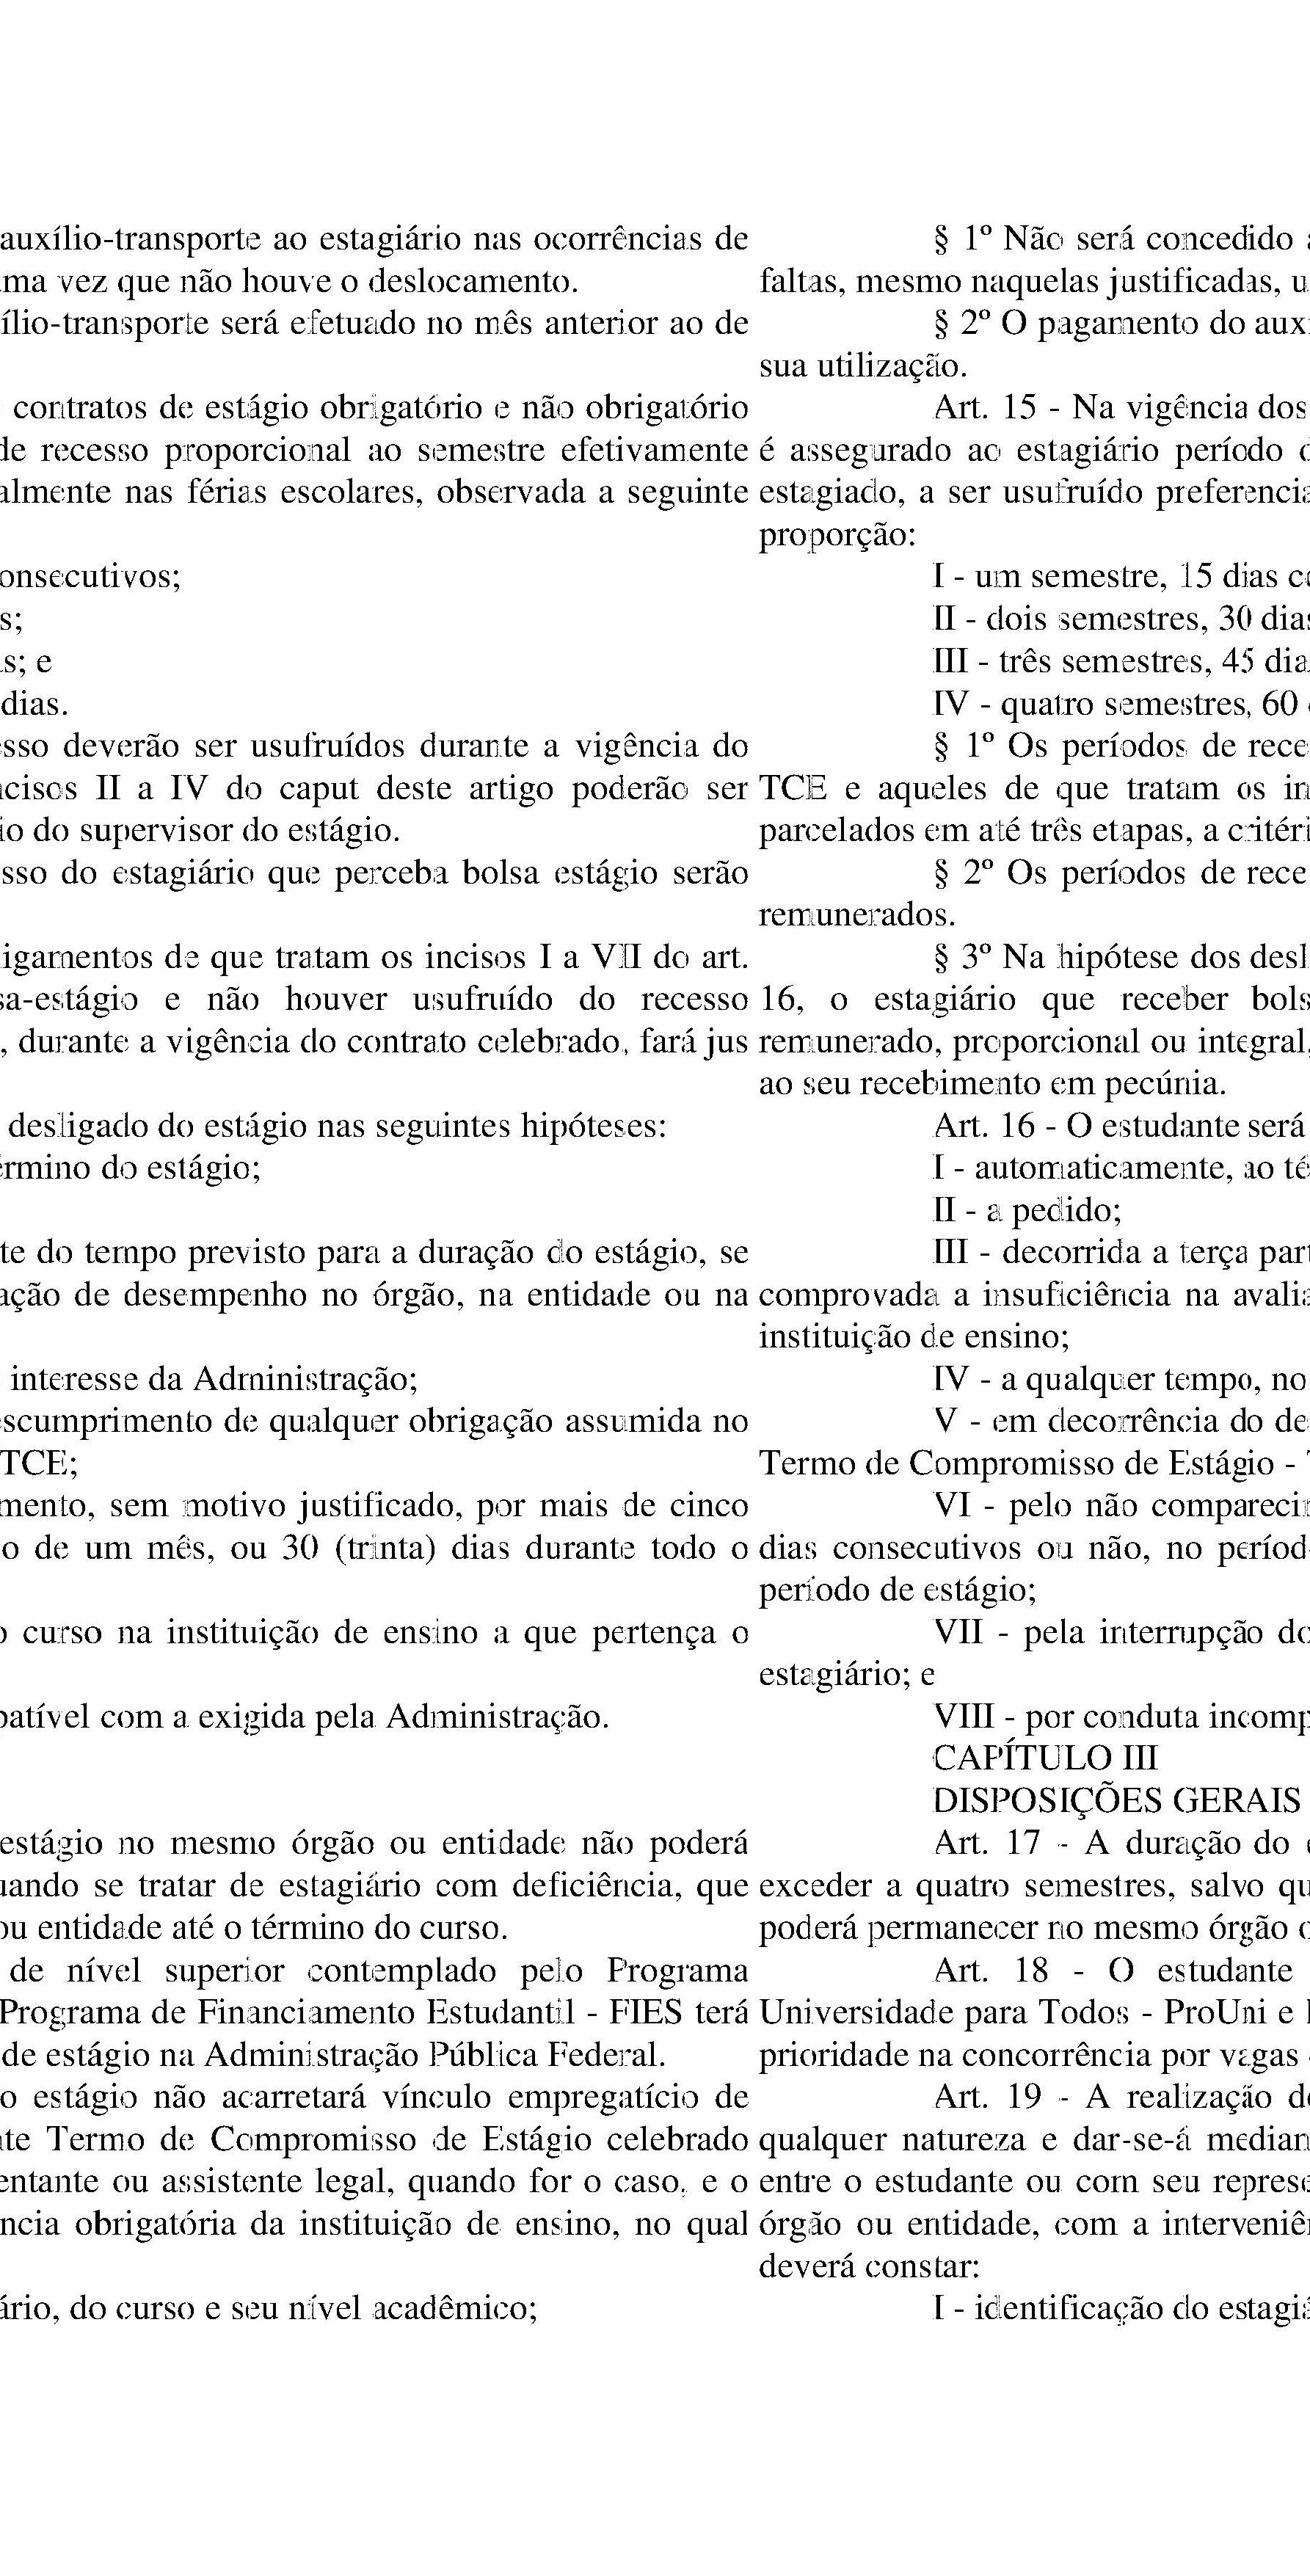 auxílio-transporte ao estagiário nas ocorrências de
ma vez que não houve o deslocamento.
ílio-transporte será efetuado no mês anterior ao de
contratos de estágio obrigatório e não obrigatório
de recesso proporcional ao semestre efetivamente
almente nas férias escolares, observada a seguinte
onsecutivos;
s;
s; e
dias.
esso deverão ser usufruídos durante a vigência do
cisos II a IV do caput deste artigo poderão ser
io do supervisor do estágio.
sso do estagiário que perceba bolsa estágio serão
igamentos de que tratam os incisos I a VII do art.
sa-estágio e não houver usufruído do recesso
, durante a vigência do contrato celebrado, fará jus
desligado do estágio nas seguintes hipóteses:
érmino do estágio;
te do tempo previsto para a duração do estágio, se
ação de desempenho no órgão, na entidade ou na
interesse da Administração;
escumprimento de qualquer obrigação assumida no
TCE;
mento, sem motivo justificado, por mais de cinco
o de um mês, ou 30 (trinta) dias durante todo o
o curso na instituição de ensino a que pertença o
patível com a exigida pela Administração.
estágio no mesmo órgão ou entidade não poderá
uando se tratar de estagiário com deficiência, que
ou entidade até o término do curso.
de nível superior contemplado pelo Programa
Programa de Financiamento Estudantil - FIES terá
de estágio na Administração Pública Federal.
o estágio não acarretará vínculo empregatício de
te Termo de Compromisso de Estágio celebrado
entante ou assistente legal, quando for o caso, e o
ncia obrigatória da instituição de ensino, no qual
ário, do curso e seu nível acadêmico;
§ 1º Não será concedido
faltas, mesmo naquelas justificadas, u
§ 2º O pagamento do aux
sua utilização.
Art. 15 - Na vigência dos
é assegurado ao estagiário período d
estagiado, a ser usufruído preferencia
proporção:
I - um semestre, 15 dias co
II - dois semestres, 30 dias
III - três semestres, 45 dia
IV - quatro semestres, 60
§ 1º Os períodos de rece
TCE e aqueles de que tratam os in
parcelados em até três etapas, a critéri
§ 2º Os períodos de rece
remunerados.
§ 3º Na hipótese dos desl
16, o estagiário que receber bols
remunerado, proporcional ou integral,
ao seu recebimento em pecúnia.
Art. 16 - O estudante será
I - automaticamente, ao té
II - a pedido;
III - decorrida a terça part
comprovada a insuficiência na avalia
instituição de ensino;
IV - a qualquer tempo, no
V - em decorrência do de
Termo de Compromisso de Estágio -
VI - pelo não comparecin
dias consecutivos ou não, no períod
período de estágio;
VII - pela interrupção do
estagiário; e
VIII - por conduta incomp
CAPÍTULO III
DISPOSIÇÕES GERAIS
Art. 17 - A duração do
exceder a quatro semestres, salvo qu
poderá permanecer no mesmo órgão o
Art. 18 - O estudante
Universidade para Todos - ProUni e
prioridade na concorrência por vagas
Art. 19 - A realização d
qualquer natureza e dar-se-á median
entre o estudante ou com seu repres
órgão ou entidade, com a interveniên
deverá constar:
I - identificação do estagiá